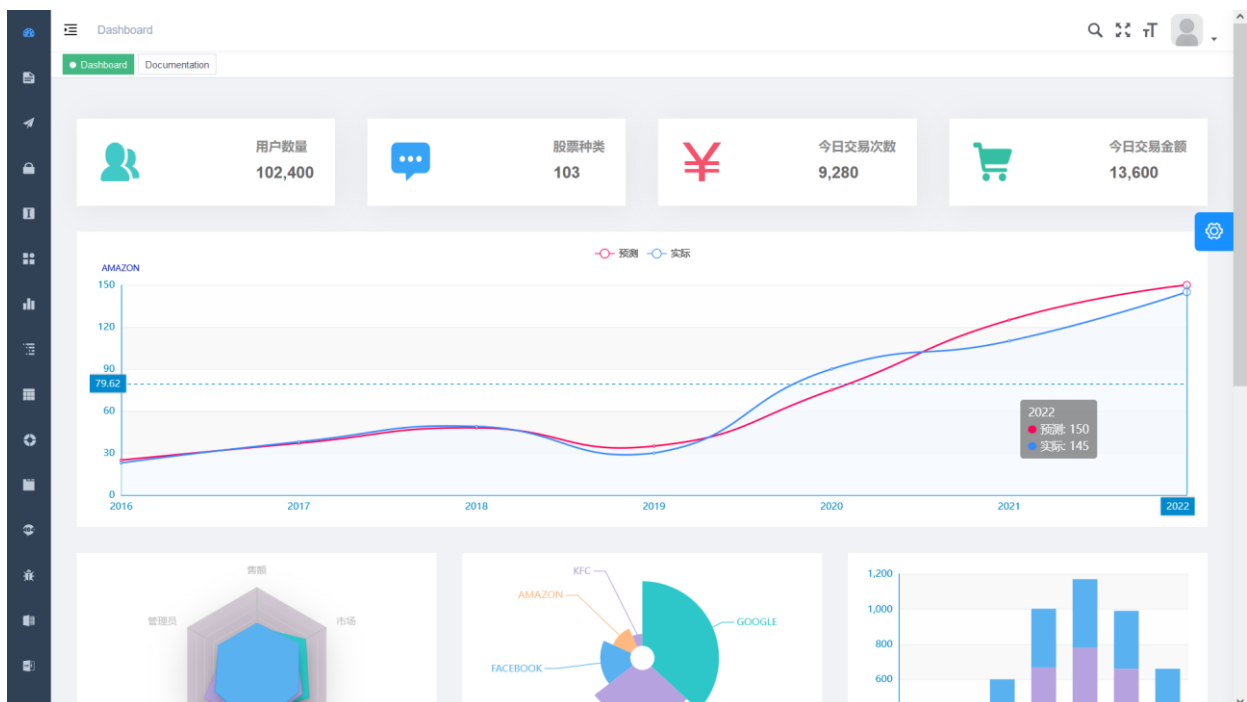 Dashboard
Dashboard
Documentation
用户数量
102,400
股票种类
103
今日交易次数
9,280
今日交易金额
13,600
预测
实际
AMAZON
150
120
90
79.62
60
30
0
2016
2017
2018
2019
2020
2021
2022
2022
预测: 150
实际: 145
售额
管理员
市场
KFC
AMAZON
GOOGLE
FACEBOOK
1,200
1,000
800
600